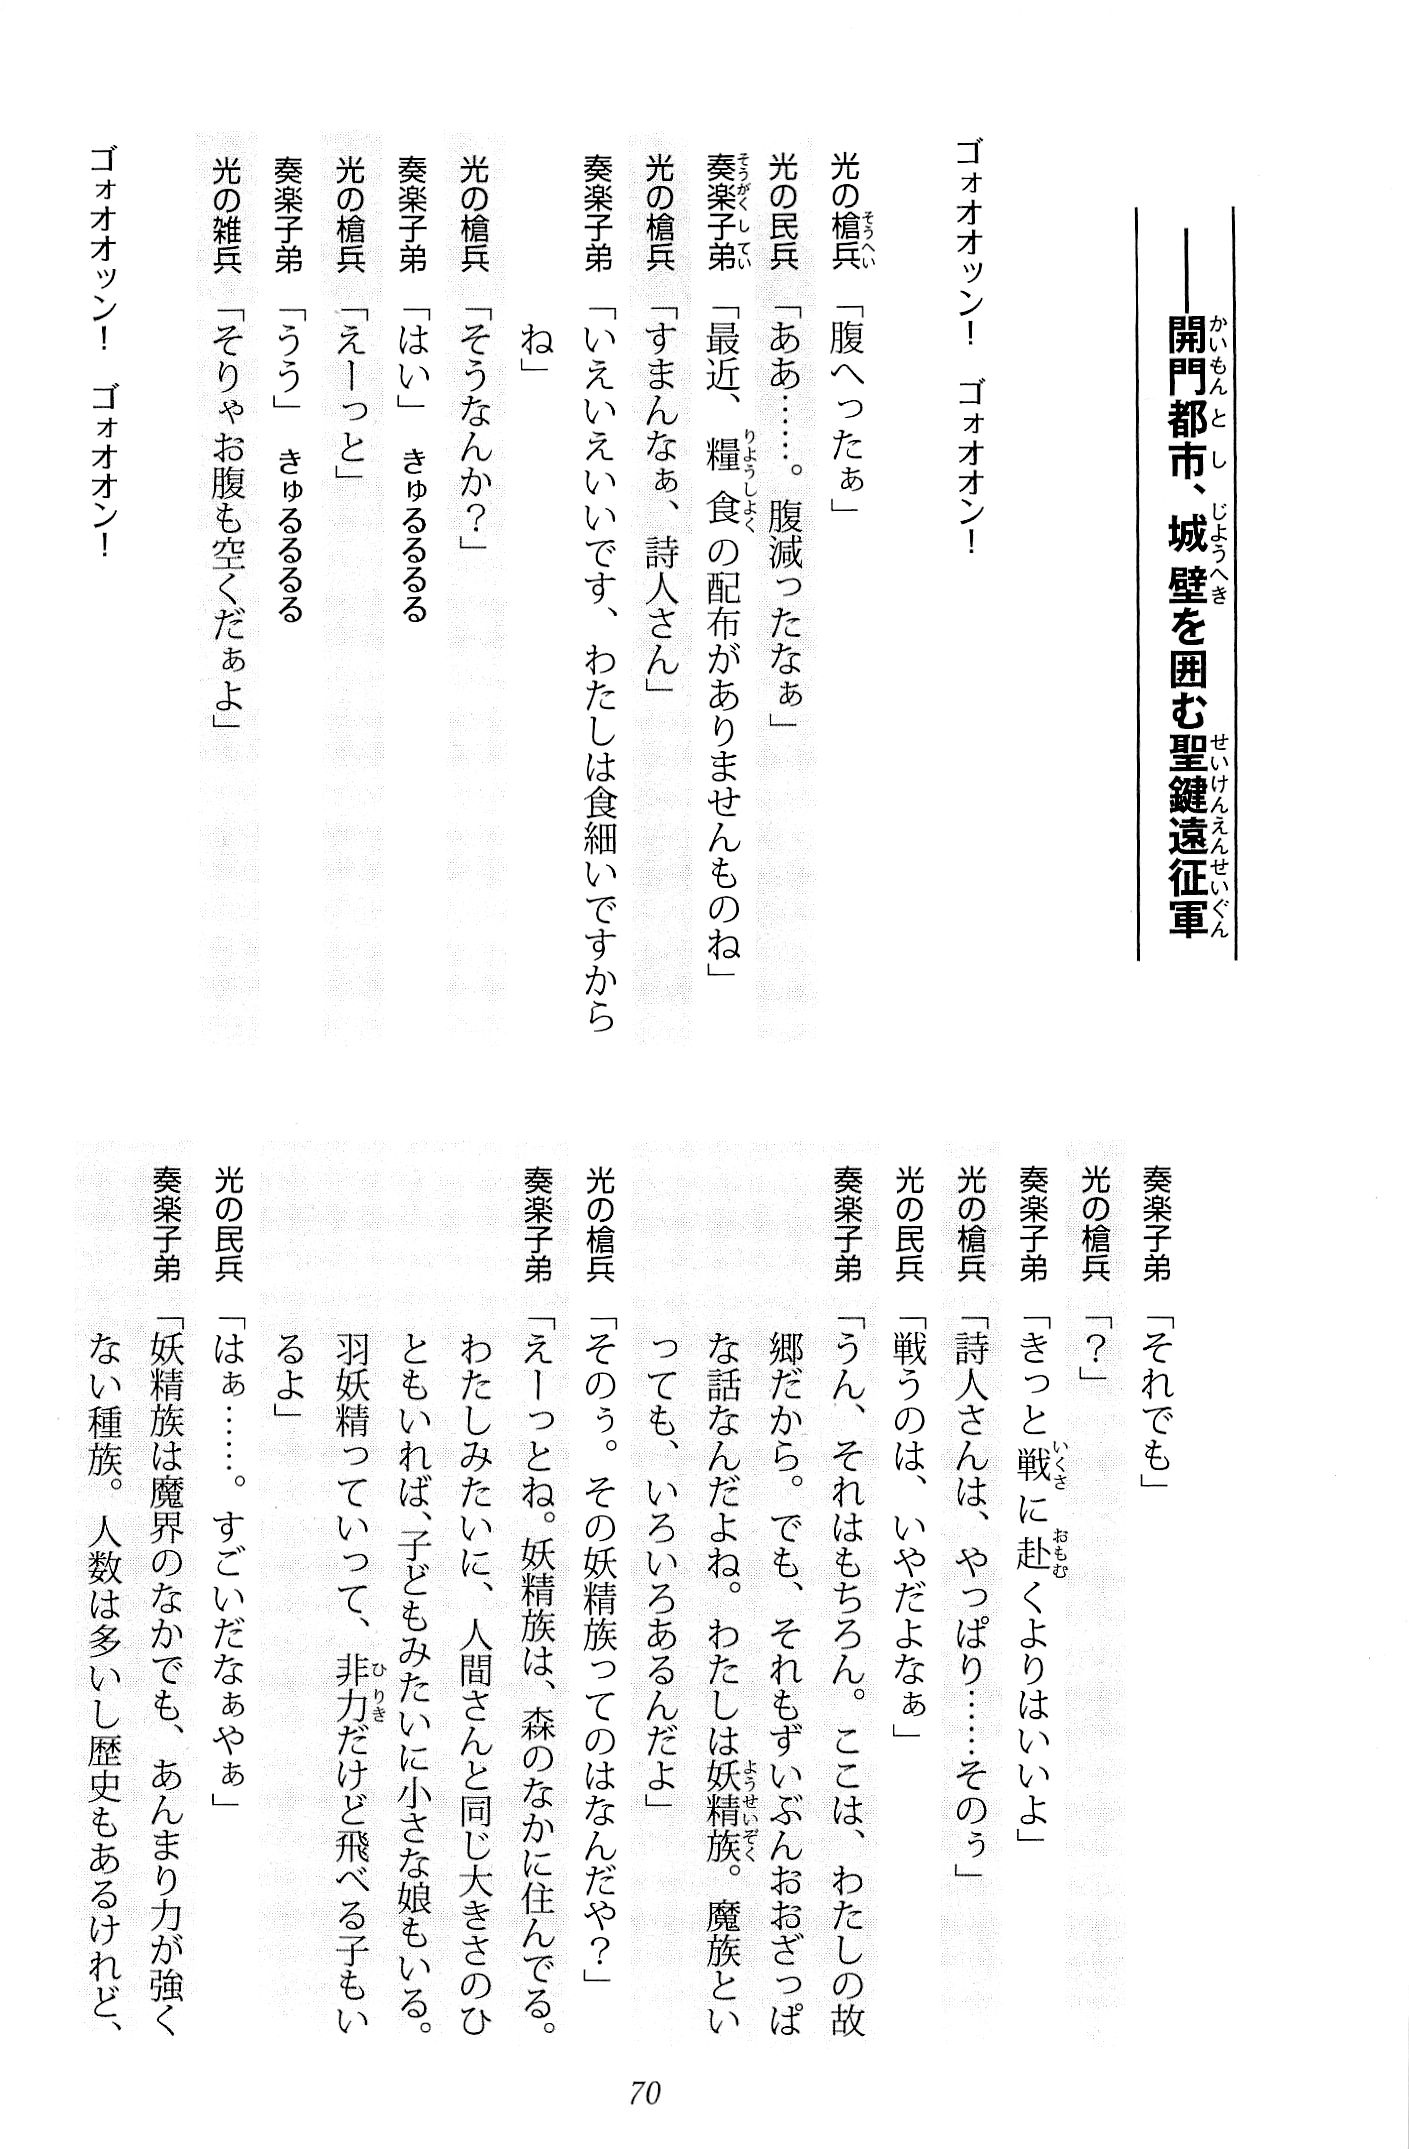 ――開門都市、城壁を囲む聖鍵遠征軍
ゴォオオッン！　ゴォオオン！
光の槍兵「腹へったぁ」
光の民兵「ああ……。腹減ったなぁ」
奏楽子弟「最近、糧食の配布がありませんものね」
光の槍兵「すまんなぁ、詩人さん」
奏楽子弟「いえいえいいです、わたしは食細いですから
ね」
光の槍兵「そうなんか？」
奏楽子弟「はい」　きゅるるるる
光の槍兵「えーっと」
奏楽子弟「うう」　きゅるるるる
光の雑兵「そりゃお腹も空くだぁよ」
ゴォオオッン！　ゴォオオン！
奏楽子弟「それでも」
光の槍兵「？」
奏楽子弟「きっと戦に赴くよりはいいよ」
光の槍兵「詩人さんは、やっぱり……そのぅ」
光の民兵「戦うのは、いやだよなぁ」
奏楽子弟「うん、それはもちろん。ここは、わたしの故
郷だから。でも、それもずいぶんおおざっぱ
な話なんだよね。わたしは妖精族。魔族とい
っても、いろいろあるんだよ」
光の槍兵「そのぅ。その妖精族ってのはなんだや？」
奏楽子弟「えーっとね。妖精族は、森のなかに住んでる。
わたしみたいに、人間さんと同じ大きさのひ
ともいれば、子どもみたいに小さな娘もいる。
羽妖精っていって、非力だけど飛べる子もい
るよ」
光の民兵「はぁ……。すごいだなぁやぁ」
奏楽子弟「妖精族は魔界のなかでも、あんまり力が強く
ない種族。人数は多いし歴史もあるけれど、
70